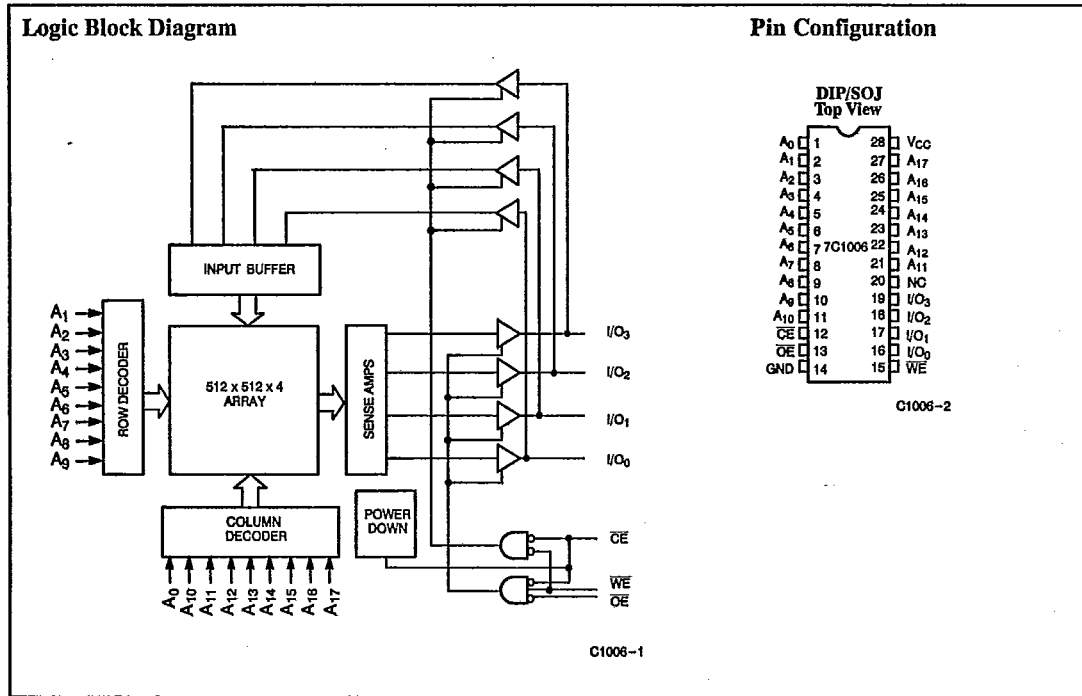 Logic Block Diagram
INPUT BUFFER
A1
A2
A3
A4
A5
A6
A7
A8
A9
ROW DECODER
512 x 512 x 4
ARRAY
SENSE AMPS
I/O3
I/O2
I/O1
I/O0
COLUMN
DECODER
POWER
DOWN
A0
A10
A11
A12
A13
A14
A15
A16
A17
CE
WE
OE
C1006-1
Pin Configuration
DIP/SOJ
Top View
A0 1 28 VCC
A1 2 27 A17
A2 3 26 A16
A3 4 25 A15
A4 5 24 A14
A5 6 23 A13
A6 7 7C1006 22 A12
A7 8 21 A11
A8 9 20 NC
A9 10 19 I/O3
A10 11 18 I/O2
CE 12 17 I/O1
OE 13 16 I/O0
GND 14 15 WE
C1006-2